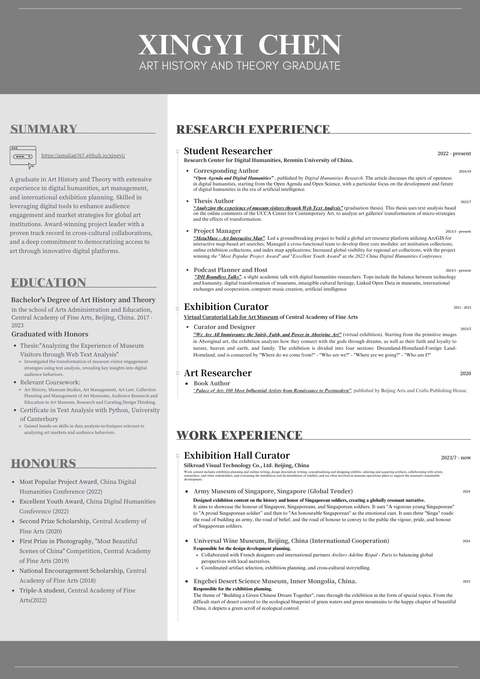 XINGYI CHEN
ART HISTORY AND THEORY GRADUATE
SUMMARY
A graduate in Art History and Theory with extensive
experience in digital humanities, art management,
and international exhibition planning. Skilled in
leveraging digital tools to enhance audience
engagement and market strategies for global art
institutions. Award-winning project leader with a
proven track record in cross-cultural collaborations,
and a deep commitment to democratizing access to
art through innovative digital platforms.
EDUCATION
Bachelor's Degree of Art History and Theory
in the school of Arts Administration and Education,
Central Academy of Fine Arts, Beijing, China. 2017 -
2023
Graduated with Honors
• Thesis:"Analyzing the Experience of Museum
Visitors through Web Text Analysis"
Investigated the transformation of museum visitor engagement
strategies using text analysis, revealing key insights into digital
audience behaviors.
• Relevant Coursework:
Art History, Museum Studies, Art Management, Art Law, Collection
Planning and Management of Art Museums, Audience Research and
Education in Art Museum, Research and Curating Design Thinking.
• Certificate in Text Analysis with Python, University
of Canterbury
Gained hands-on skills in data analysis techniques relevant to
analyzing art markets and audience behaviors.
HONOURS
• Most Popular Project Award, China Digital
Humanities Conference (2022)
• Excellent Youth Award, China Digital Humanities
Conference (2022)
• Second Prize Scholarship, Central Academy of
Fine Arts (2020)
• First Prize in Photography, "Most Beautiful
Scenes of China" Competition, Central Academy
of Fine Arts (2019)
• National Encouragement Scholarship, Central
Academy of Fine Arts (2018)
• Triple-A student, Central Academy of Fine
Arts(2022)
RESEARCH EXPERIENCE
Student Researcher 2022 - present
Research Center for Digital Humanities, Renmin University of China.
• Corresponding Author
"Open Agenda and Digital Humanities", published by Digital Humanities Research. The article discusses the spirit of openness
in digital humanities, starting from the Open Agenda and Open Science, with a particular focus on the development and future
of digital humanities in the era of artificial intelligence.
• Thesis Author
"Analyzing the experience of museum visitors through Web Text Analysis" (graduation thesis). This thesis uses text analysis based
on the online comments of the UCCA Center for Contemporary Art, to analyze art galleries' transformation of micro-strategies
and the effects of transformation.
• Project Manager
"MetaMaze - Art Interactive Map". Led a groundbreaking project to build a global art resource platform utilizing ArcGIS for
interactive map-based art searches. Managed a cross-functional team to develop three core modules: art institution collections,
online exhibition collections, and index map applications; Increased global visibility of regional art collections, with the project
winning the "Most Popular Award" and "Excellent Youth Award" at the 2022 China Digital Humanities Conference.
• Podcast Planner and Host
"DH Boundless Talks", a slight academic talk with digital humanities researchers. Topis include the balance between technology
and humanity, digital transformation of museums, intangible cultural heritage, Linked Open Data in museums, international
exchanges and cooperation, computer music creation, artificial intelligence
Exhibition Curator
Virtual Curatorial Lab for Art Museum of Central Academy of Fine Arts
• Curator and Designer
"We Are All Immigrants: the Spirit, Faith, and Power in Aboriginal Art" (virtual exhibition). Starting from the primitive images
in Aboriginal art, the exhibition analyzes how they connect with the gods through dreams, as well as their faith and loyalty to
nature, heaven and earth, and family. The exhibition is divided into four sections: Dreamland-Homeland-Foreign Land-
Homeland, and is connected by "Where do we come from?" - "Who are we?" - "Where are we going?" - "Who am I?"
Art Researcher 2020
• Book Author
"Palace of Art: 100 Most Influential Artists from Renaissance to Postmodern", published by Beijing Arts and Crafts Publishing House.
WORK EXPERIENCE
Exhibition Hall Curator 2023/7 - now
Silkroad Visual Technology Co., Ltd. Beijing, China
• Army Museum of Singapore, Singapore (Global Tender) 2024
Designed exhibition content on the history and honor of Singapore soldiers, creating a globally resonant narrative.
It aims to showcase the honour of Singapore, Singaporeans, and Singaporean soldiers. It uses "A vigorous young Singapore"
to "A proud Singaporean soldier" and then to "An honourable Singaporean" as the emotional cues. It uses these "Songs" roads:
the road of building an army, the road of belief, and the road of honour to convey to the public the vigour, pride, and honour
of Singaporean soldiers.
• Universal Wine Museum, Beijing, China (International Cooperation) 2024
Responsible for the design development planning.
Collaborated with French designers and international partners Ateliers Adeline Rispal - Paris to balancing global
perspectives with local narratives.
Coordinated artifact selection, exhibition planning, and cross-cultural storytelling.
• Engebei Desert Science Museum, Inner Mongolia, China.
Responsible for the exhibition planning.
The theme of "Building a Green Chinese Dream Together", runs through the exhibition in the form of special topics. From the
difficult start of desert control to the ecological blueprint of green waters and green mountains to the happy chapter of beautiful
China, it depicts a green scroll of ecological control.